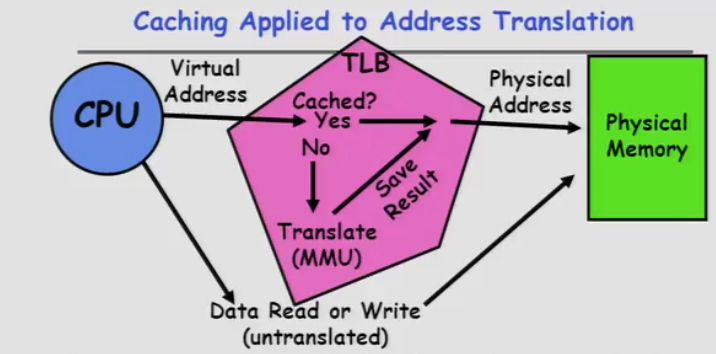 Caching Applied to Address Translation
CPU
Virtual
Address
TLB
Cached?
Yes
No
Save
Result
Translate
(MMU)
Physical
Address
Physical
Memory
Data Read or Write
(untranslated)